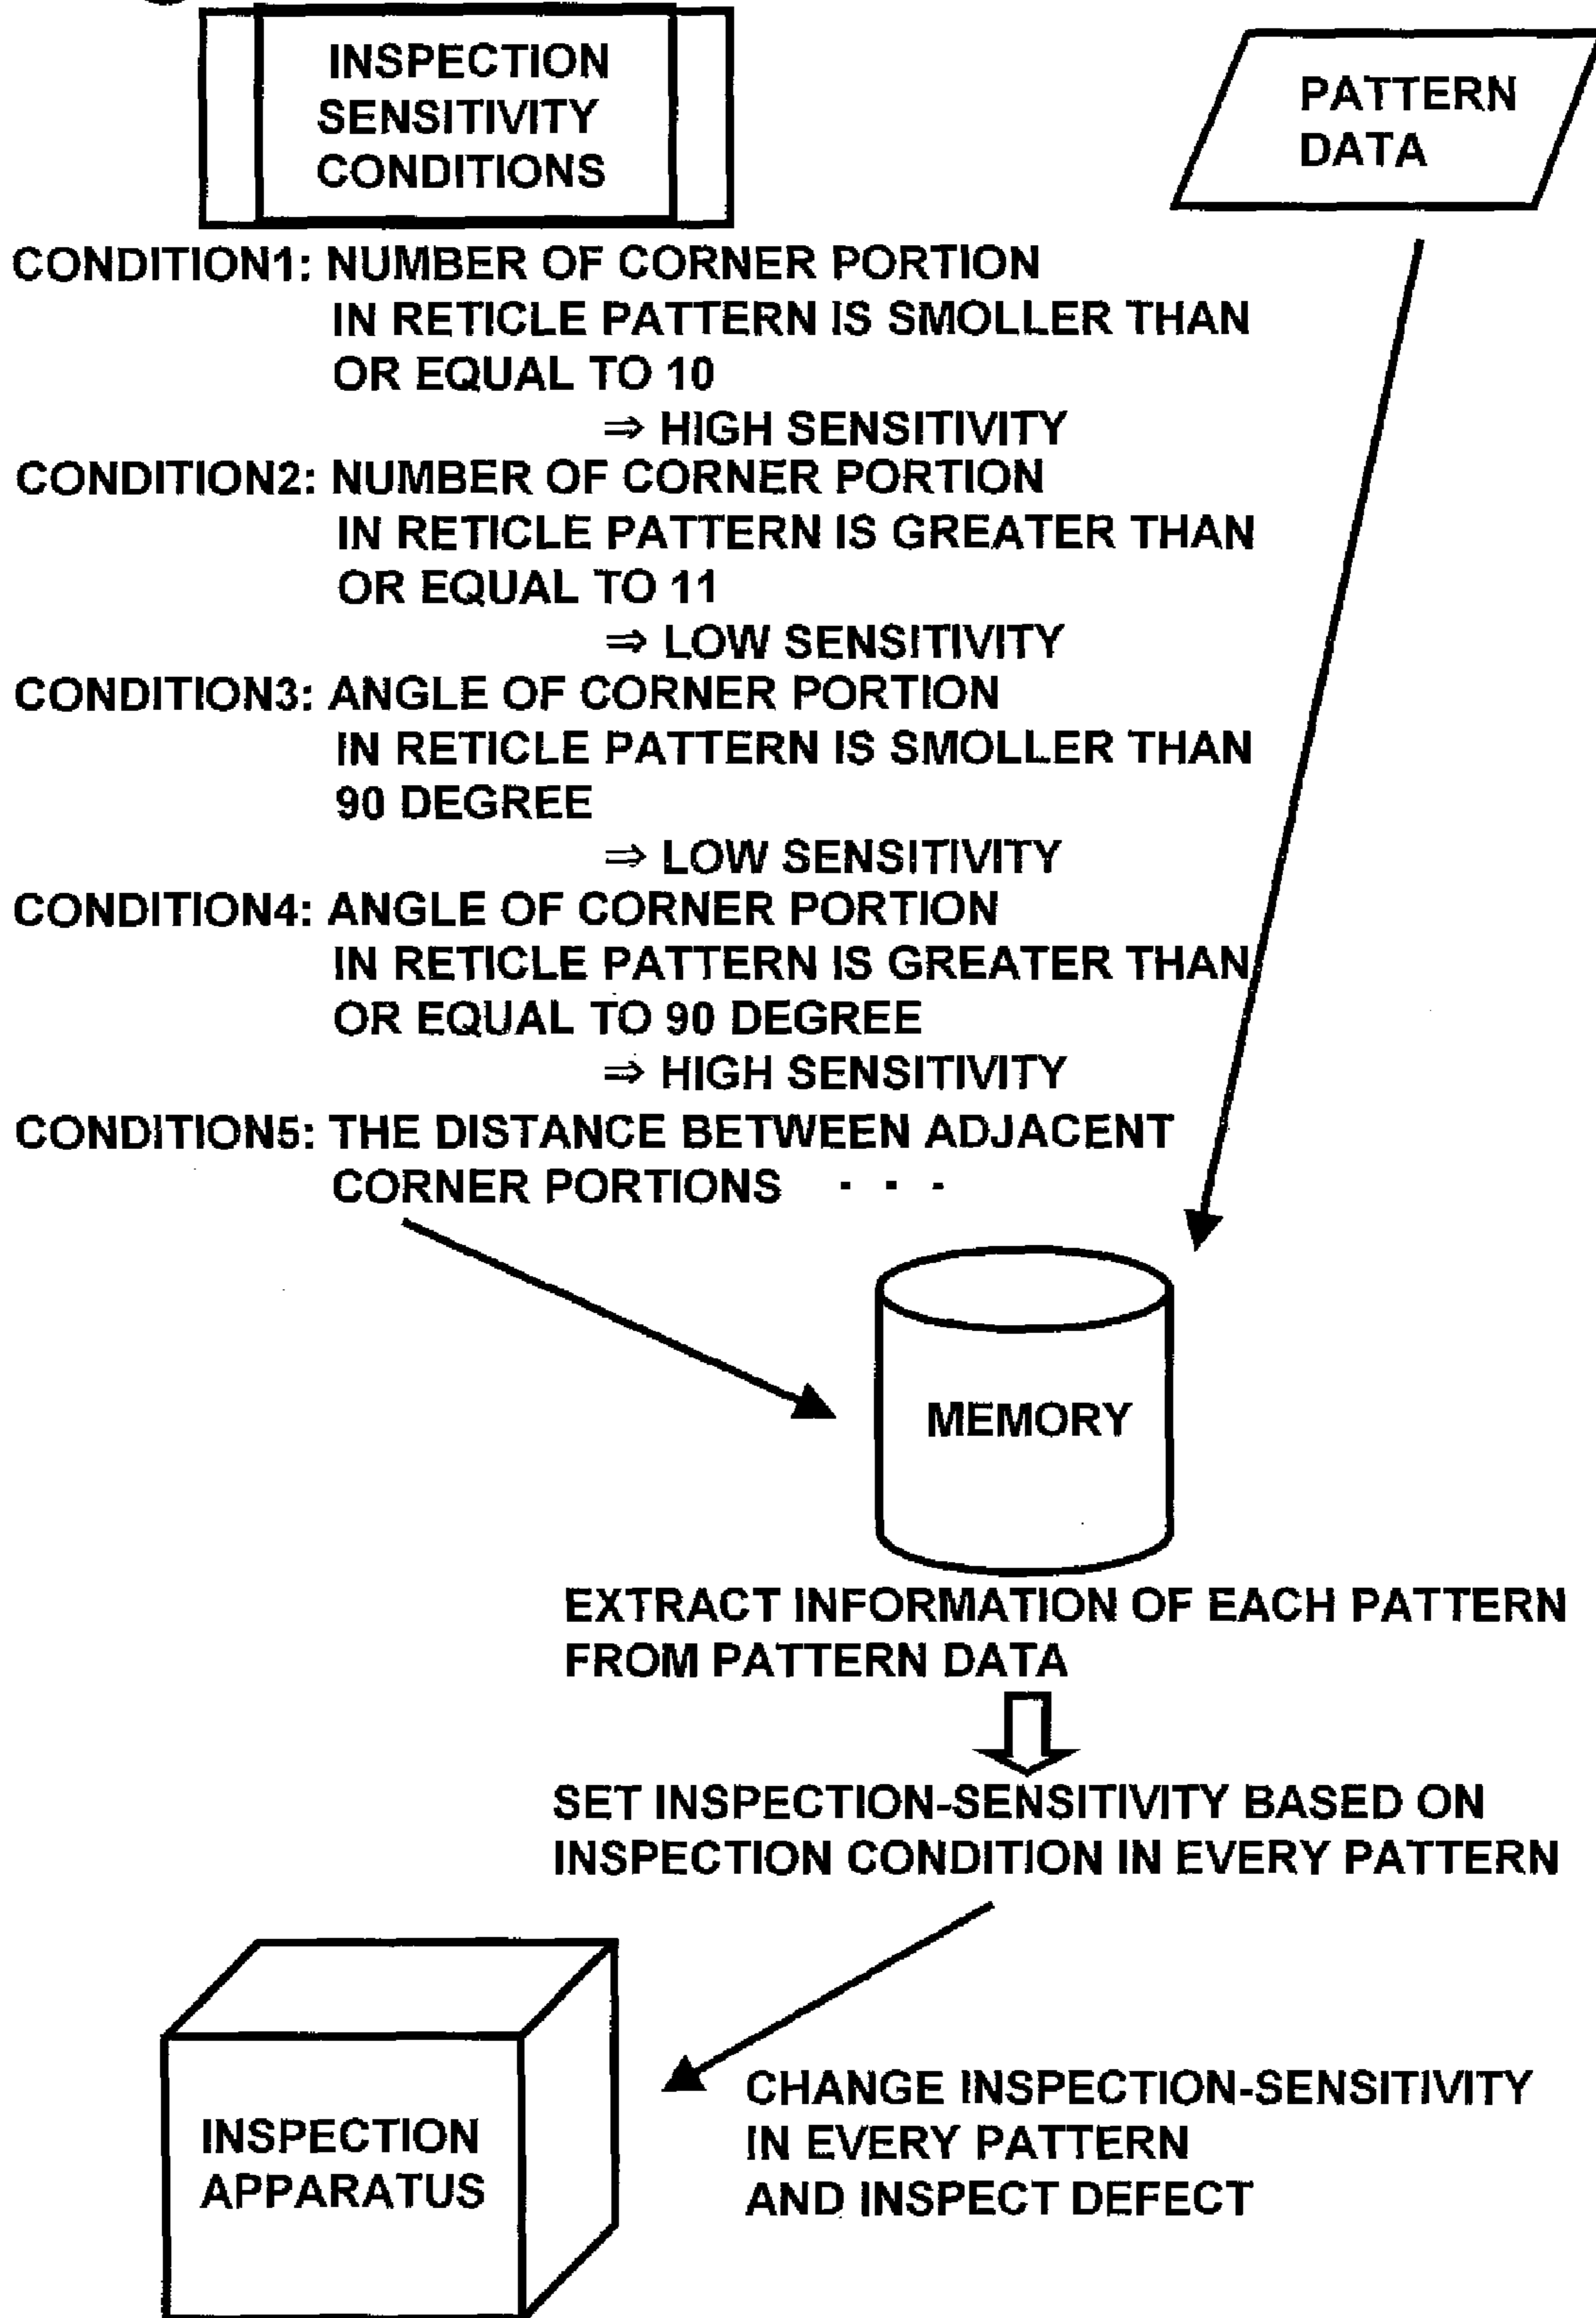 INSPECTION
SENSITIVITY
CONDITIONS
PATTERN
DATA
CONDITION1: NUMBER OF CORNER PORTION
IN RETICLE PATTERN IS SMOLLER THAN
OR EQUAL TO 10
⇒ HIGH SENSITIVITY
CONDITION2: NUMBER OF CORNER PORTION
IN RETICLE PATTERN IS GREATER THAN
OR EQUAL TO 11
⇒ LOW SENSITIVITY
CONDITION3: ANGLE OF CORNER PORTION
IN RETICLE PATTERN IS SMOLLER THAN
90 DEGREE
⇒ LOW SENSITIVITY
CONDITION4: ANGLE OF CORNER PORTION
IN RETICLE PATTERN IS GREATER THAN
OR EQUAL TO 90 DEGREE
⇒ HIGH SENSITIVITY
CONDITION5: THE DISTANCE BETWEEN ADJACENT
CORNER PORTIONS · · ·
MEMORY
EXTRACT INFORMATION OF EACH PATTERN
FROM PATTERN DATA
SET INSPECTION-SENSITIVITY BASED ON
INSPECTION CONDITION IN EVERY PATTERN
CHANGE INSPECTION-SENSITIVITY
IN EVERY PATTERN
AND INSPECT DEFECT
INSPECTION
APPARATUS